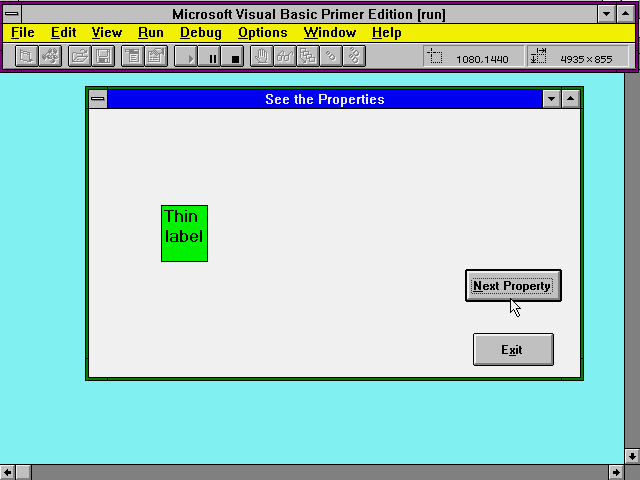 Microsoft Visual Basic Primer Edition [run]
File Edit View Run Debug Options Window Help
1080,1440 4935×855
See the Properties
Thin
label
Next Property
Exit